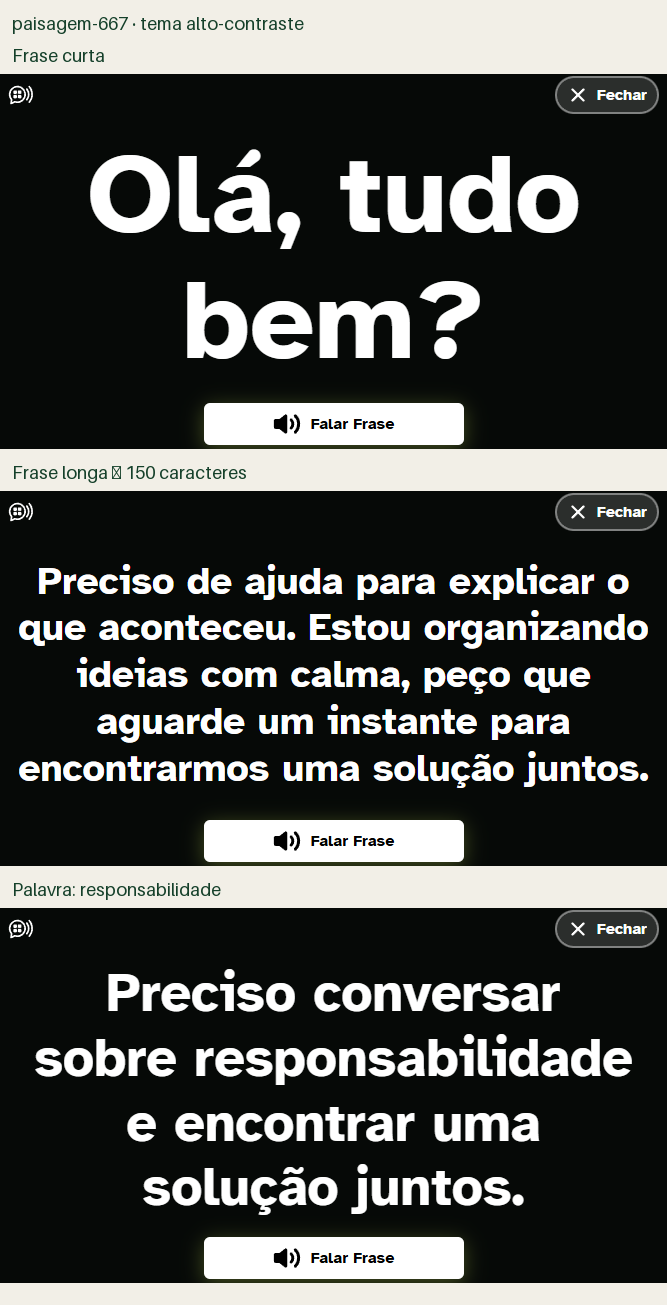 paisagem-667 · tema alto-contraste
Frase curta
Fechar
Olá, tudo
bem?
Falar Frase
Frase longa 150 caracteres
Fechar
Preciso de ajuda para explicar o
que aconteceu. Estou organizando
ideias com calma, peço que
aguarde um instante para
encontrarmos uma solução juntos.
Falar Frase
Palavra: responsabilidade
Fechar
Preciso conversar
sobre responsabilidade
e encontrar uma
solução juntos.
Falar Frase